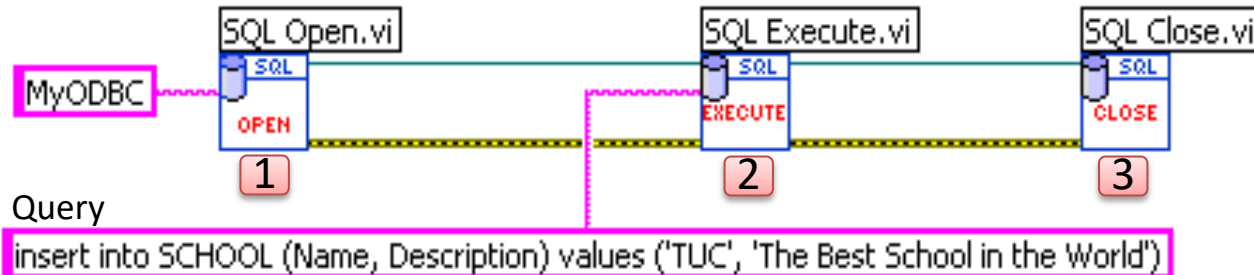 SQL Open.vi SQL Execute.vi SQL Close.vi
SQL SQL SQL
MyODBC
OPEN EXECUTE CLOSE
1 2 3
Query
insert into SCHOOL (Name, Description) values ('TUC', 'The Best School in the World')